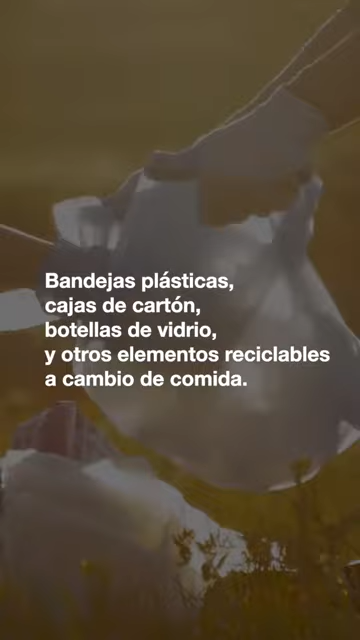 Bandejas plásticas,
cajas de cartón,
botellas de vidrio,
y otros elementos reciclables
a cambio de comida.